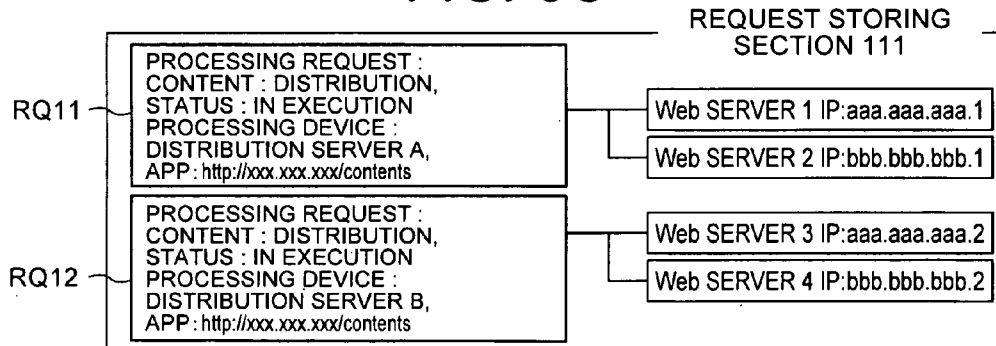 REQUEST STORING
SECTION 111
RQ11
PROCESSING REQUEST :
CONTENT : DISTRIBUTION,
STATUS : IN EXECUTION
PROCESSING DEVICE :
DISTRIBUTION SERVER A,
APP : http://xxx.xxx.xxx/contents
Web SERVER 1 IP:aaa.aaa.aaa.1
Web SERVER 2 IP:bbb.bbb.bbb.1
RQ12
PROCESSING REQUEST :
CONTENT : DISTRIBUTION,
STATUS : IN EXECUTION
PROCESSING DEVICE :
DISTRIBUTION SERVER B,
APP : http://xxx.xxx.xxx/contents
Web SERVER 3 IP:aaa.aaa.aaa.2
Web SERVER 4 IP:bbb.bbb.bbb.2